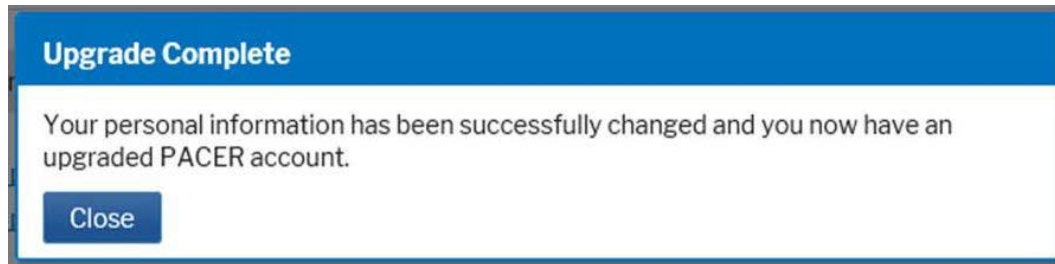 Upgrade Complete
Your personal information has been successfully changed and you now have an
upgraded PACER account.
Close